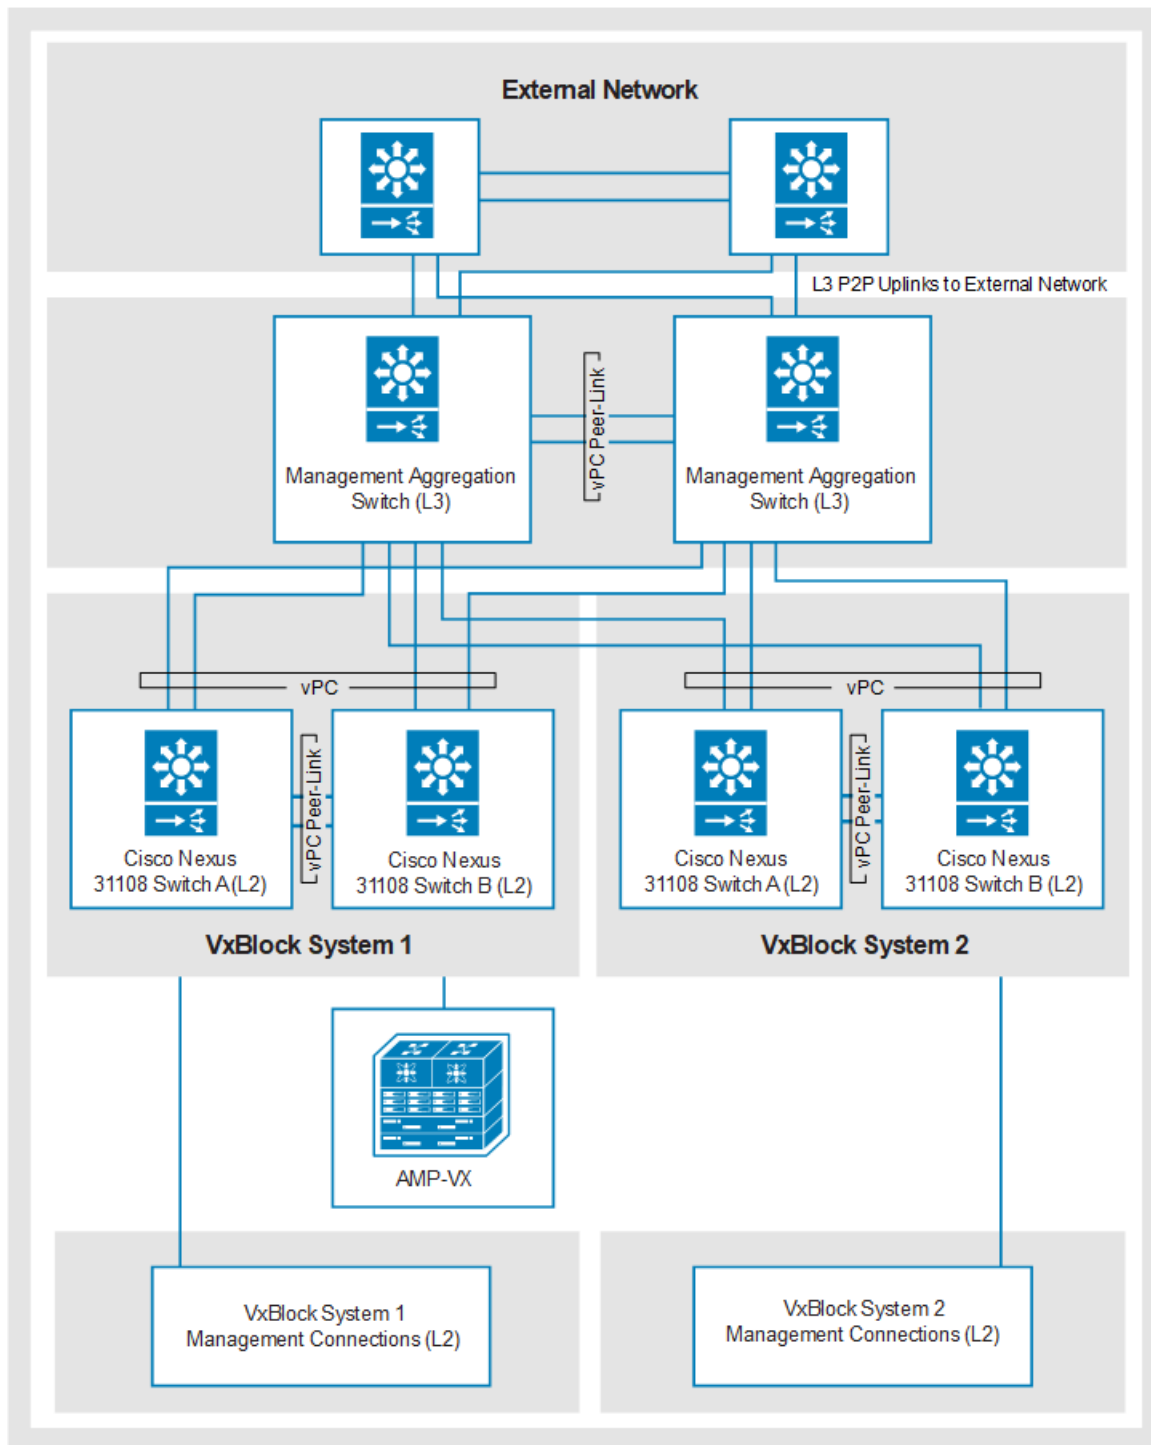 External Network
L3 P2P Uplinks to External Network
vPC Peer-Link
Management Aggregation
Switch (L3)
Management Aggregation
Switch (L3)
vPC
vPC
vPC Peer-Link
vPC Peer-Link
Cisco Nexus
31108 Switch A (L2)
Cisco Nexus
31108 Switch B (L2)
Cisco Nexus
31108 Switch A (L2)
Cisco Nexus
31108 Switch B (L2)
VxBlock System 1
VxBlock System 2
AMP-VX
VxBlock System 1
Management Connections (L2)
VxBlock System 2
Management Connections (L2)